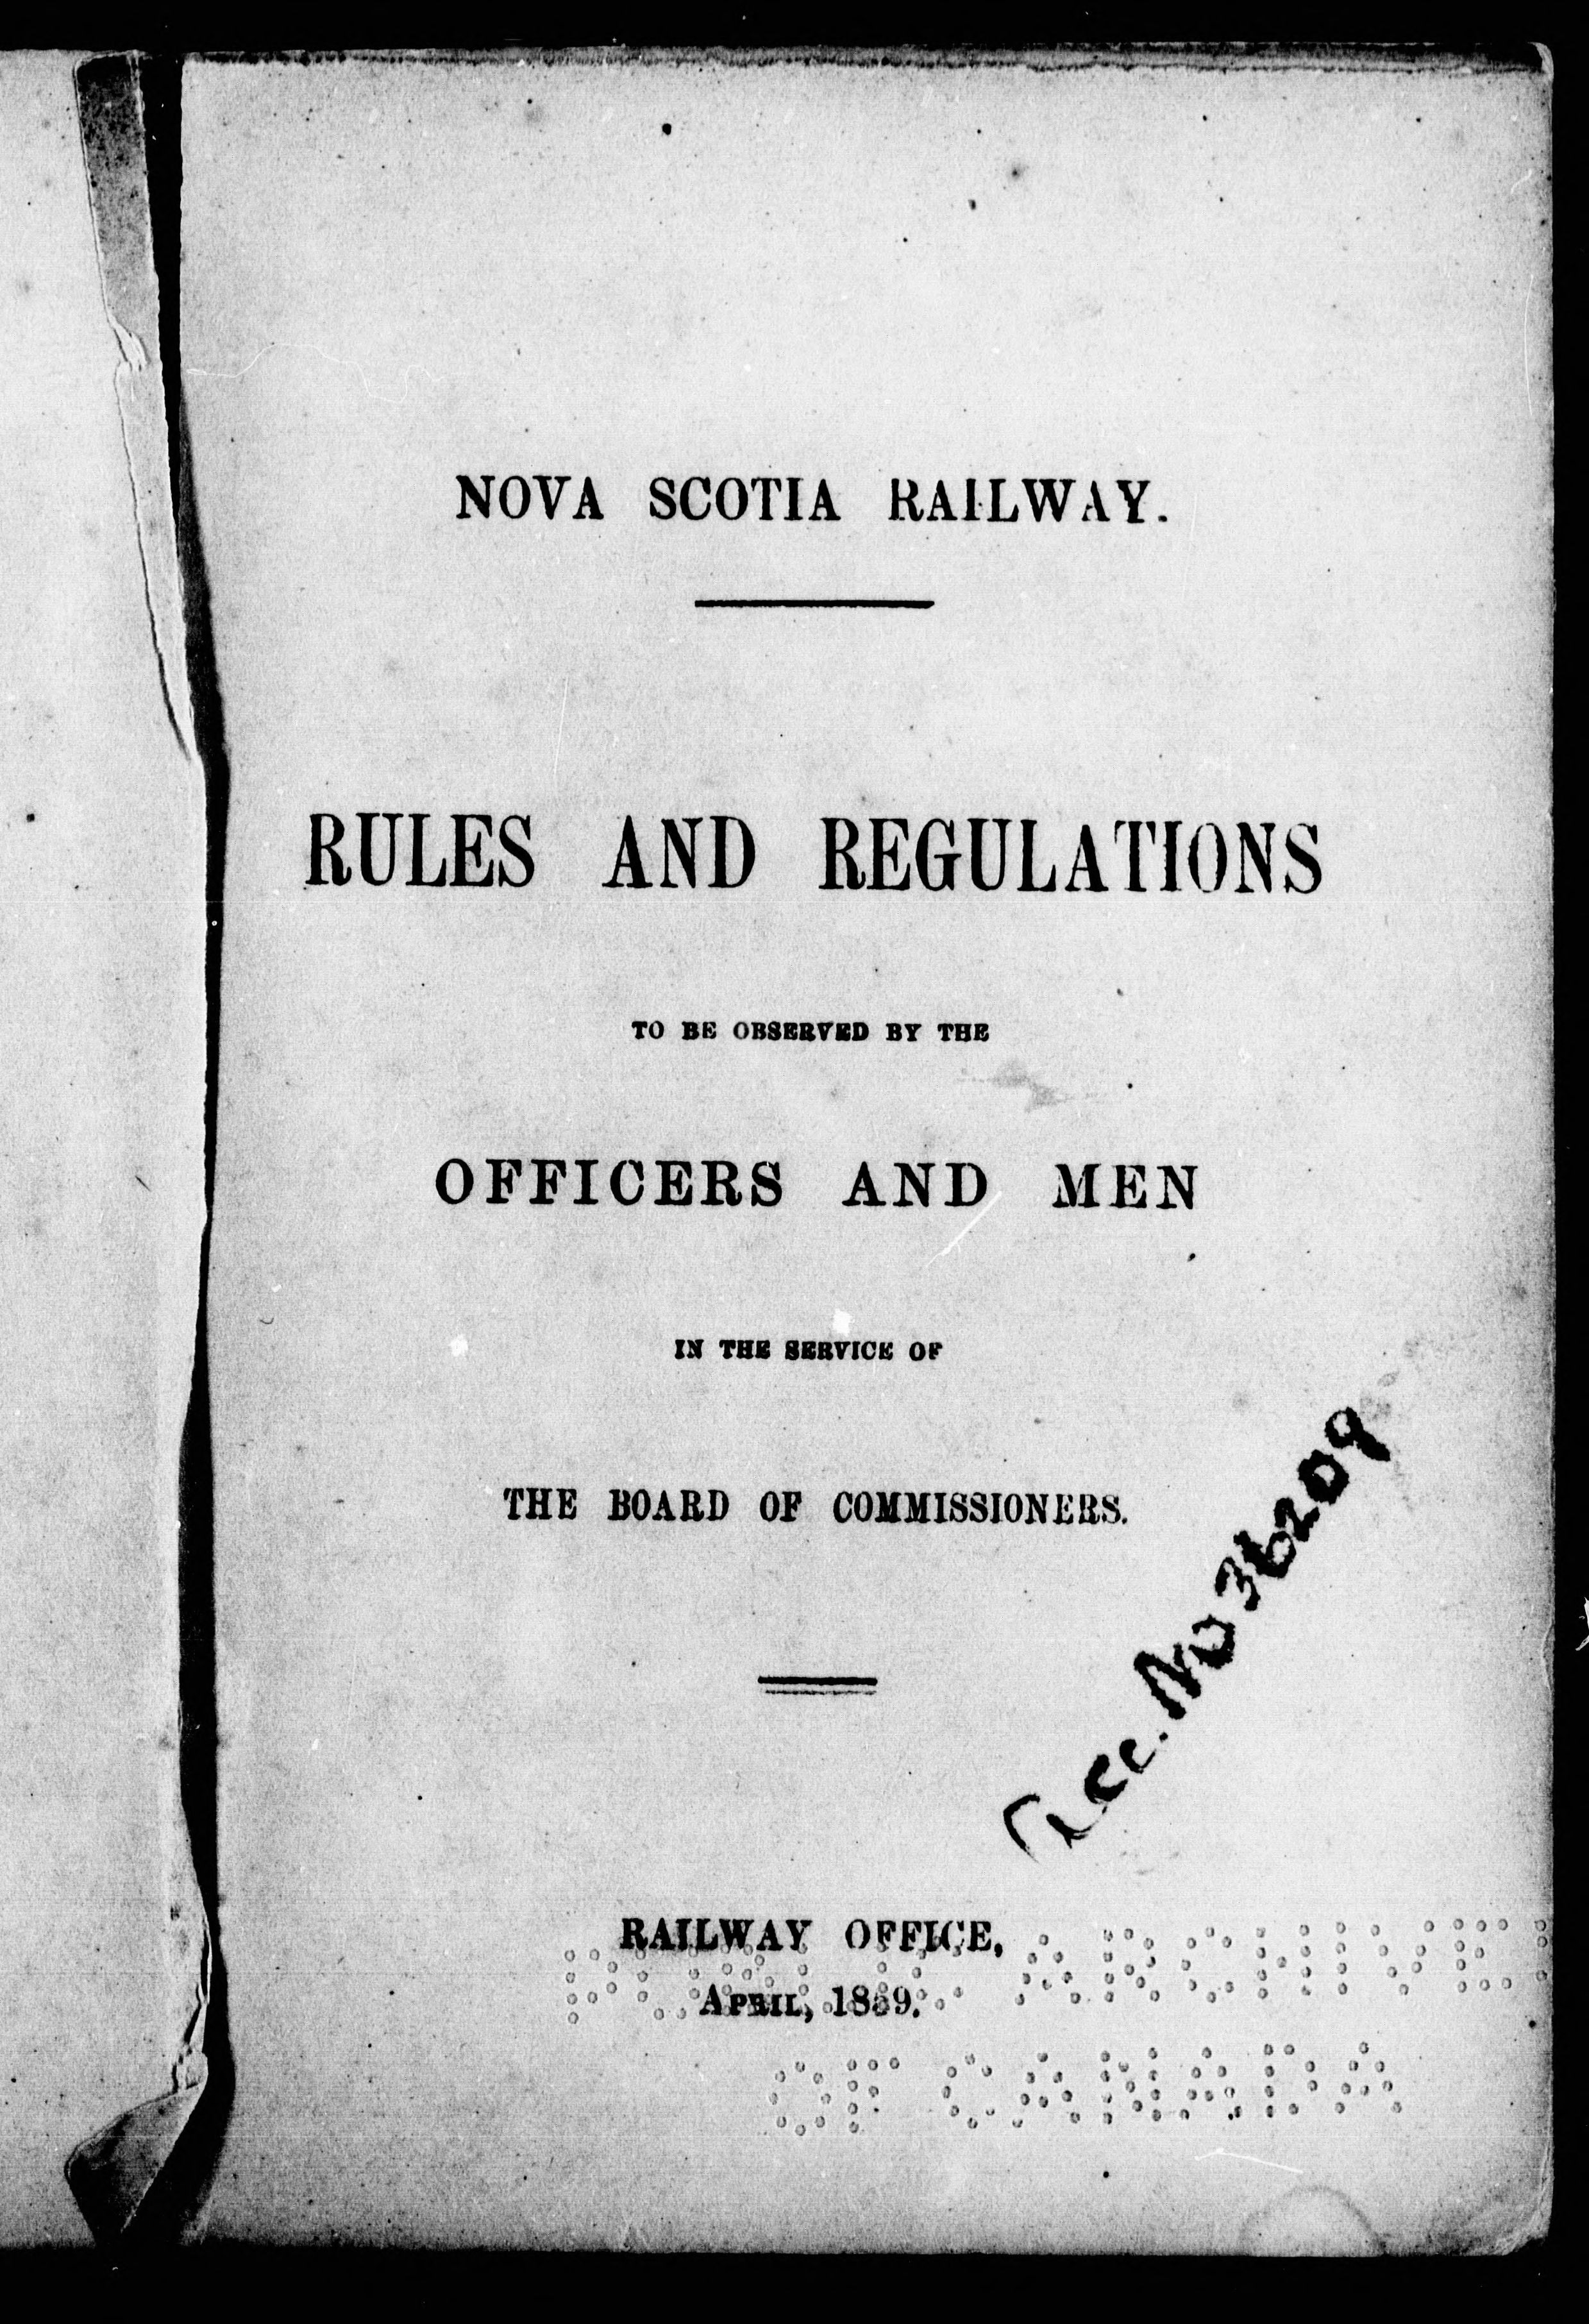 NOVA SCOTIA RAILWAY.
RULES AND REGULATIONS
TO BE OBSERVED BY THE
OFFICERS AND MEN
IN THE SERVICE OF
THE BOARD OF COMMISSIONERS.
Acc. No 36209
RAILWAY OFFICE,
APRIL, 1859.
PUBLIC ARCHIVES
OF CANADA